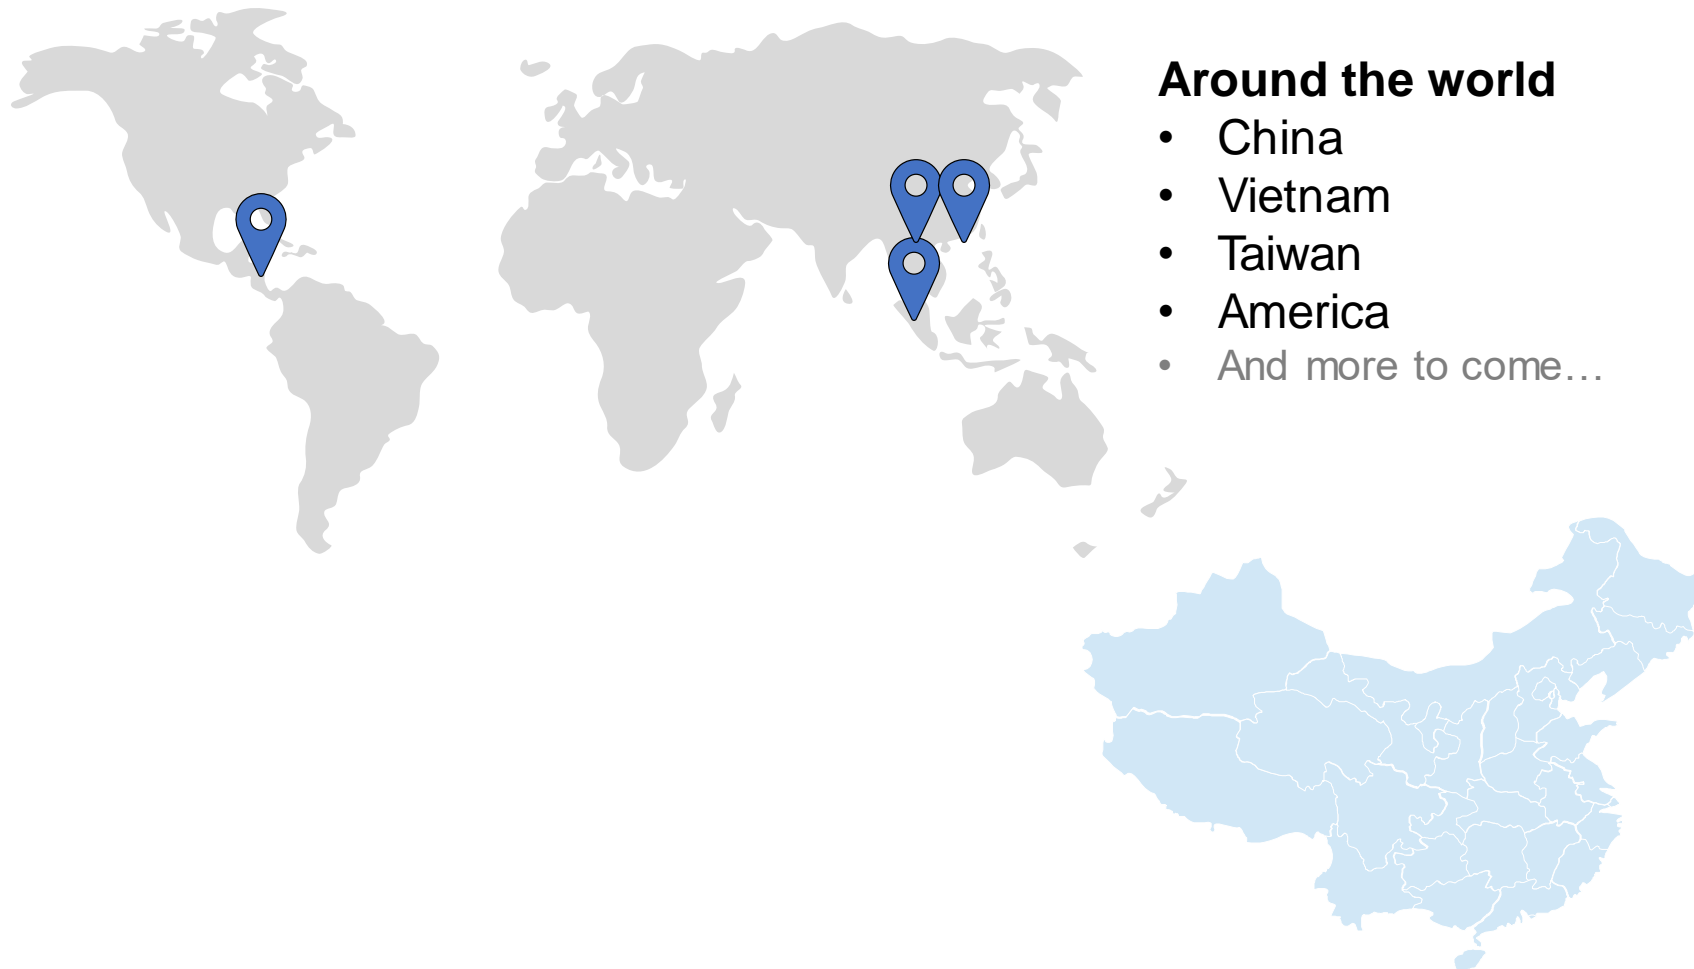 Around the world
• China
• Vietnam
• Taiwan
• America
• And more to come…